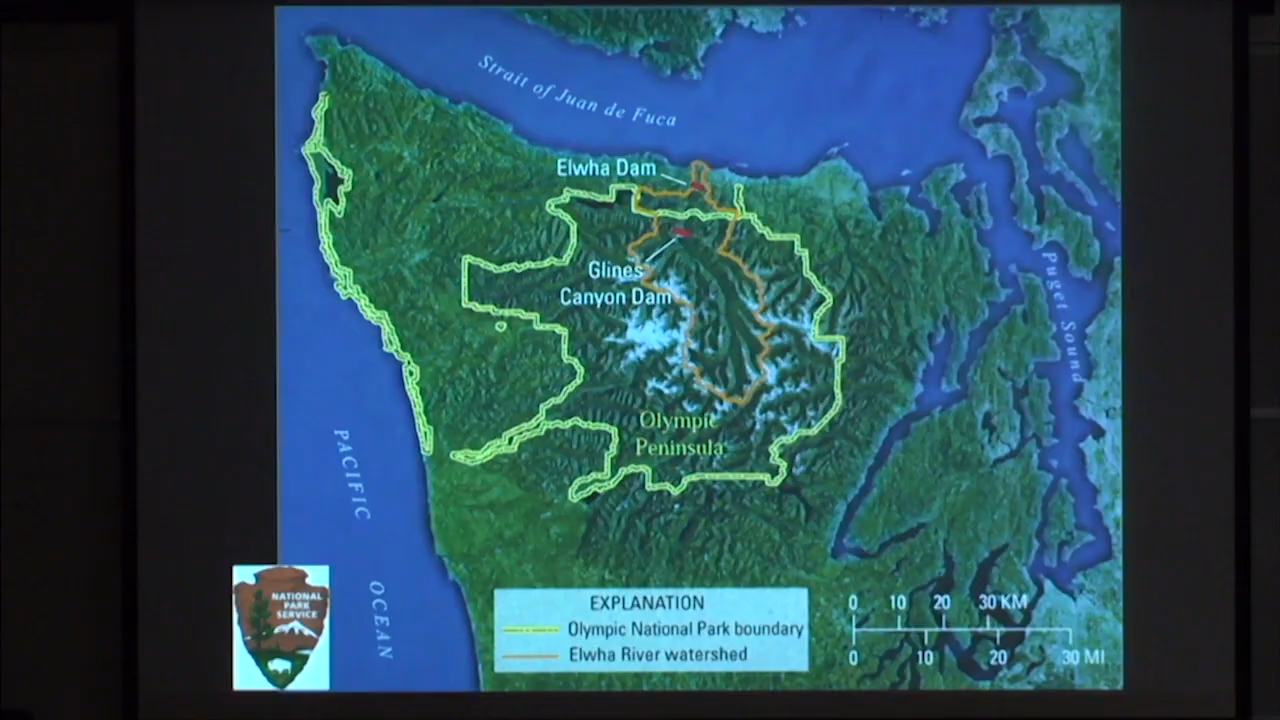 Strait of Juan de Fuca
Elwha Dam
Glines
Canyon Dam
Puget Sound
Olympic
Peninsula
PACIFIC
OCEAN
NATIONAL
PARK
SERVICE
EXPLANATION
Olympic National Park boundary
Elwha River watershed
0 10 20 30 KM
0 10 20 30 MI